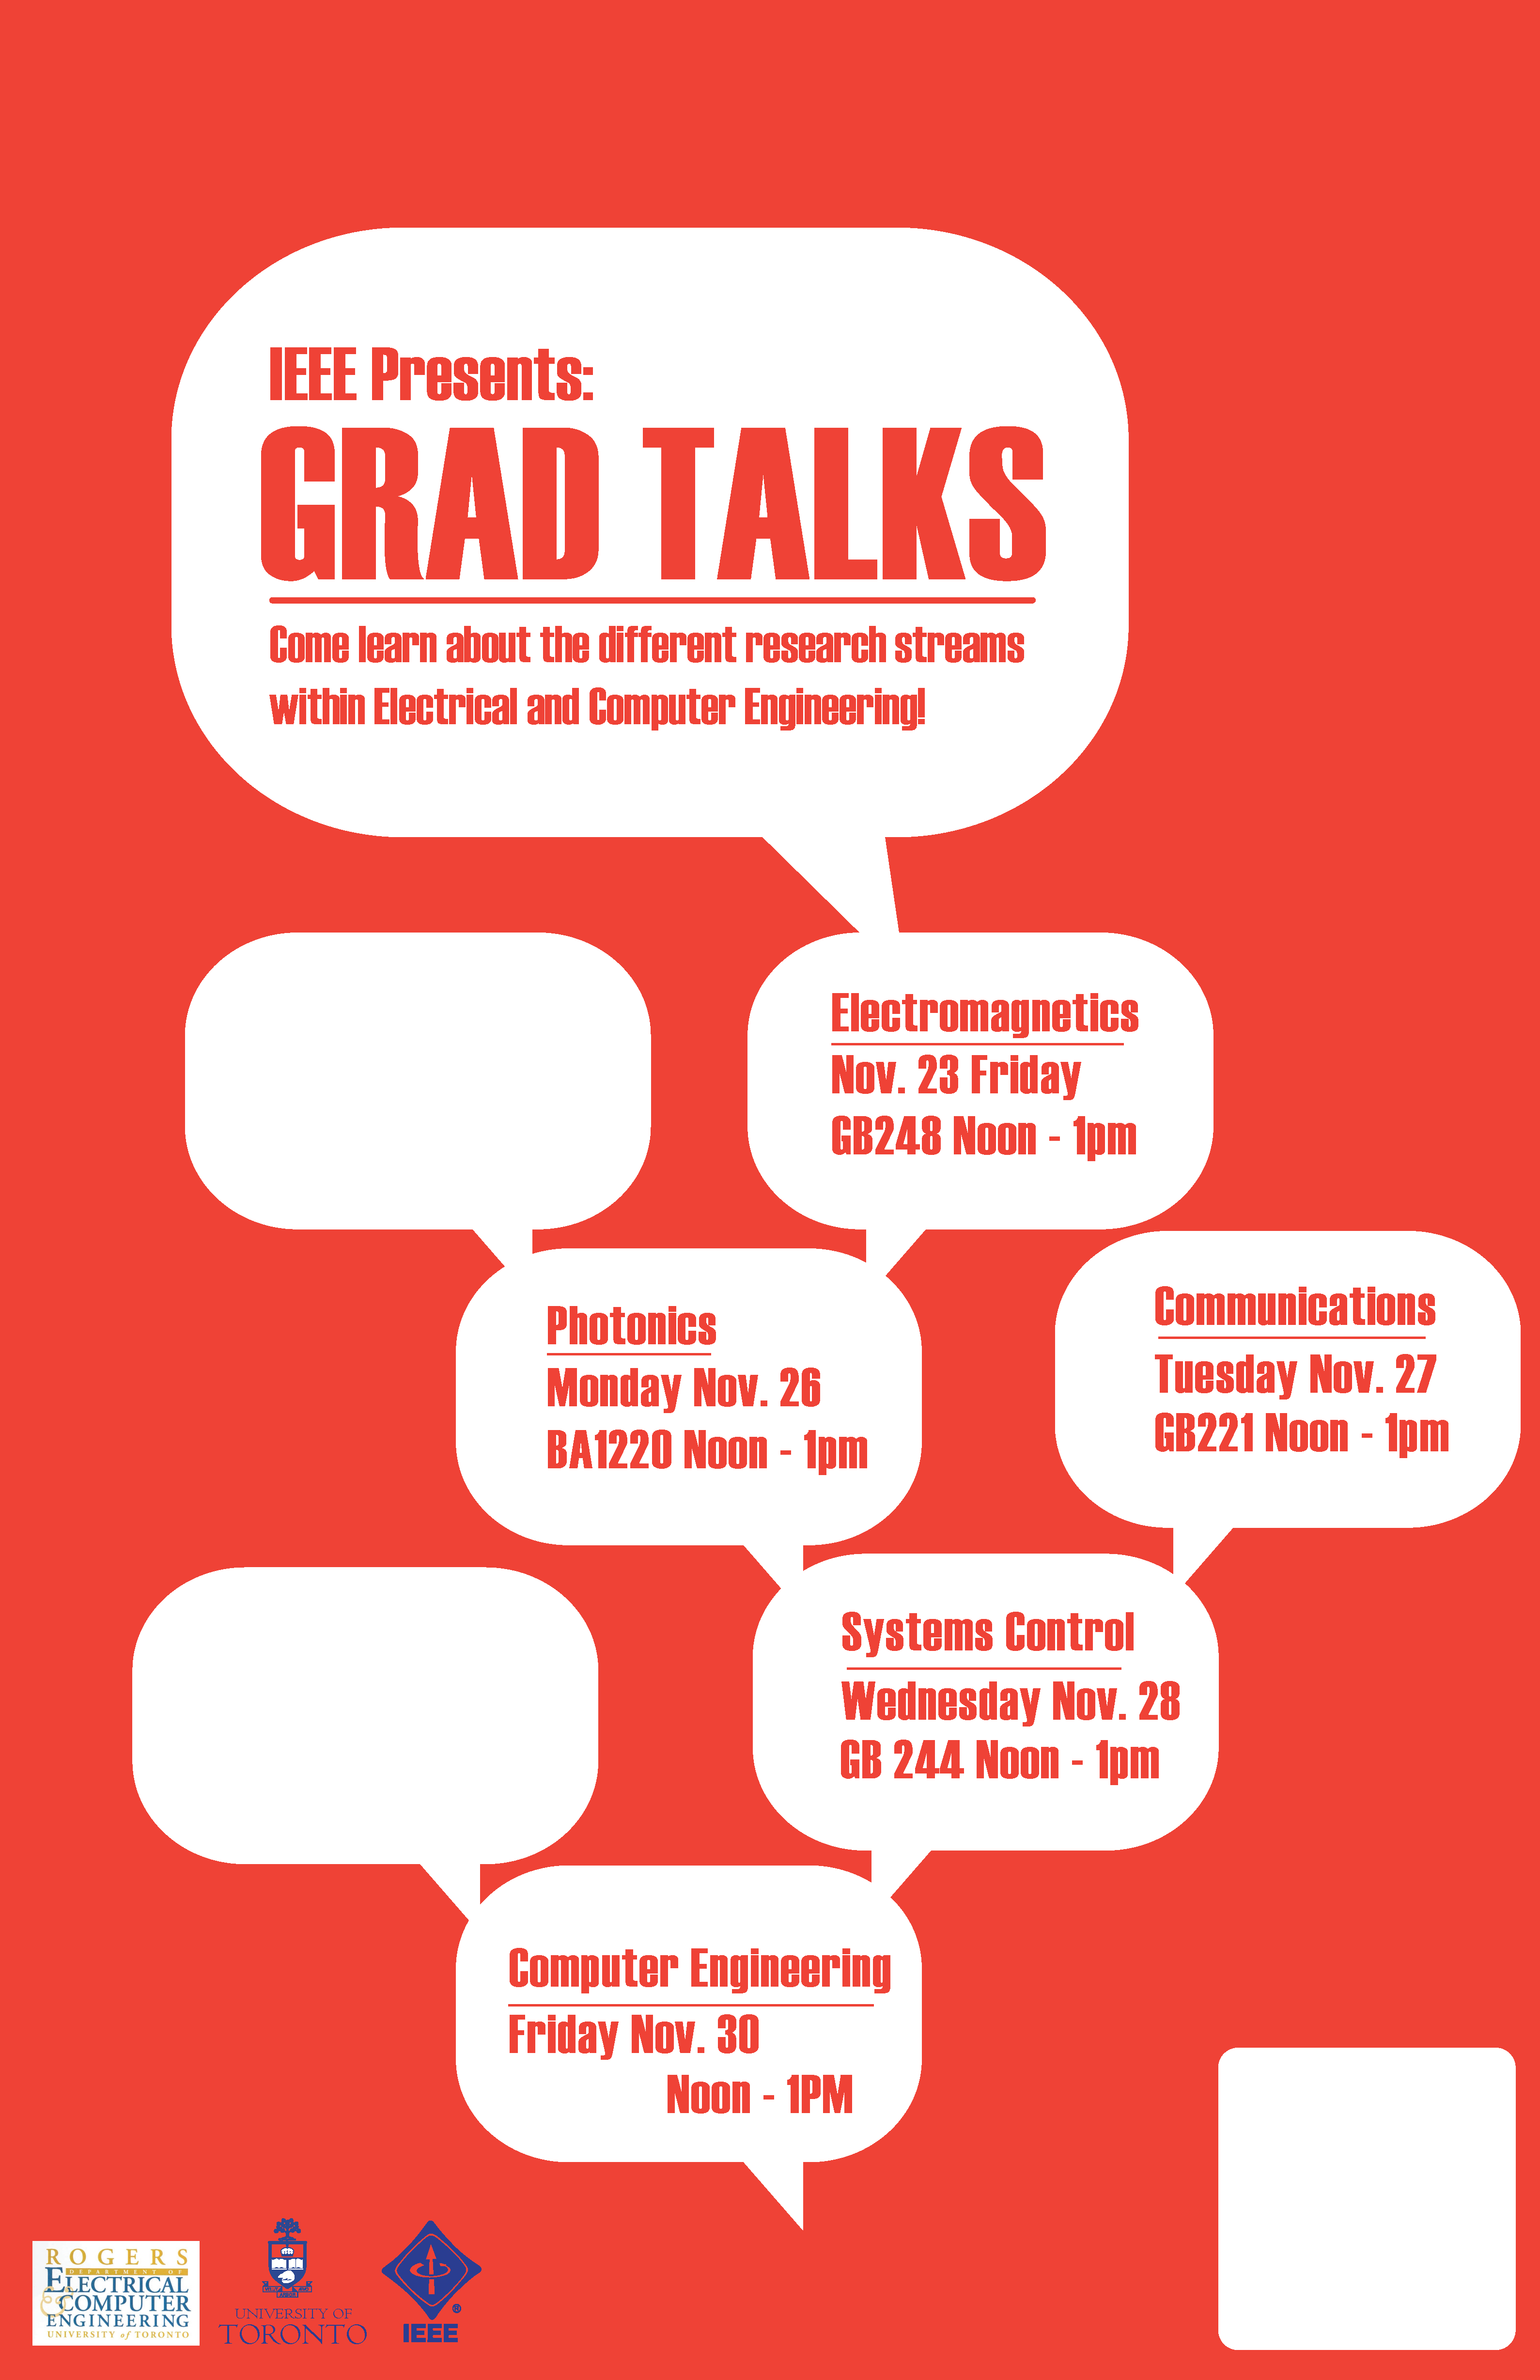 IEEE Presents:
GRAD TALKS
Come learn about the different research streams
within Electrical and Computer Engineering!
Electromagnetics
Nov. 23 Friday
GB248 Noon - 1pm
Photonics
Monday Nov. 26
BA1220 Noon - 1pm
Communications
Tuesday Nov. 27
GB221 Noon - 1pm
Systems Control
Wednesday Nov. 28
GB 244 Noon - 1pm
Computer Engineering
Friday Nov. 30
Noon - 1PM
ROGERS
DEPARTMENT OF
ELECTRICAL
& COMPUTER
ENGINEERING
UNIVERSITY of TORONTO
UNIVERSITY OF
TORONTO
®
IEEE